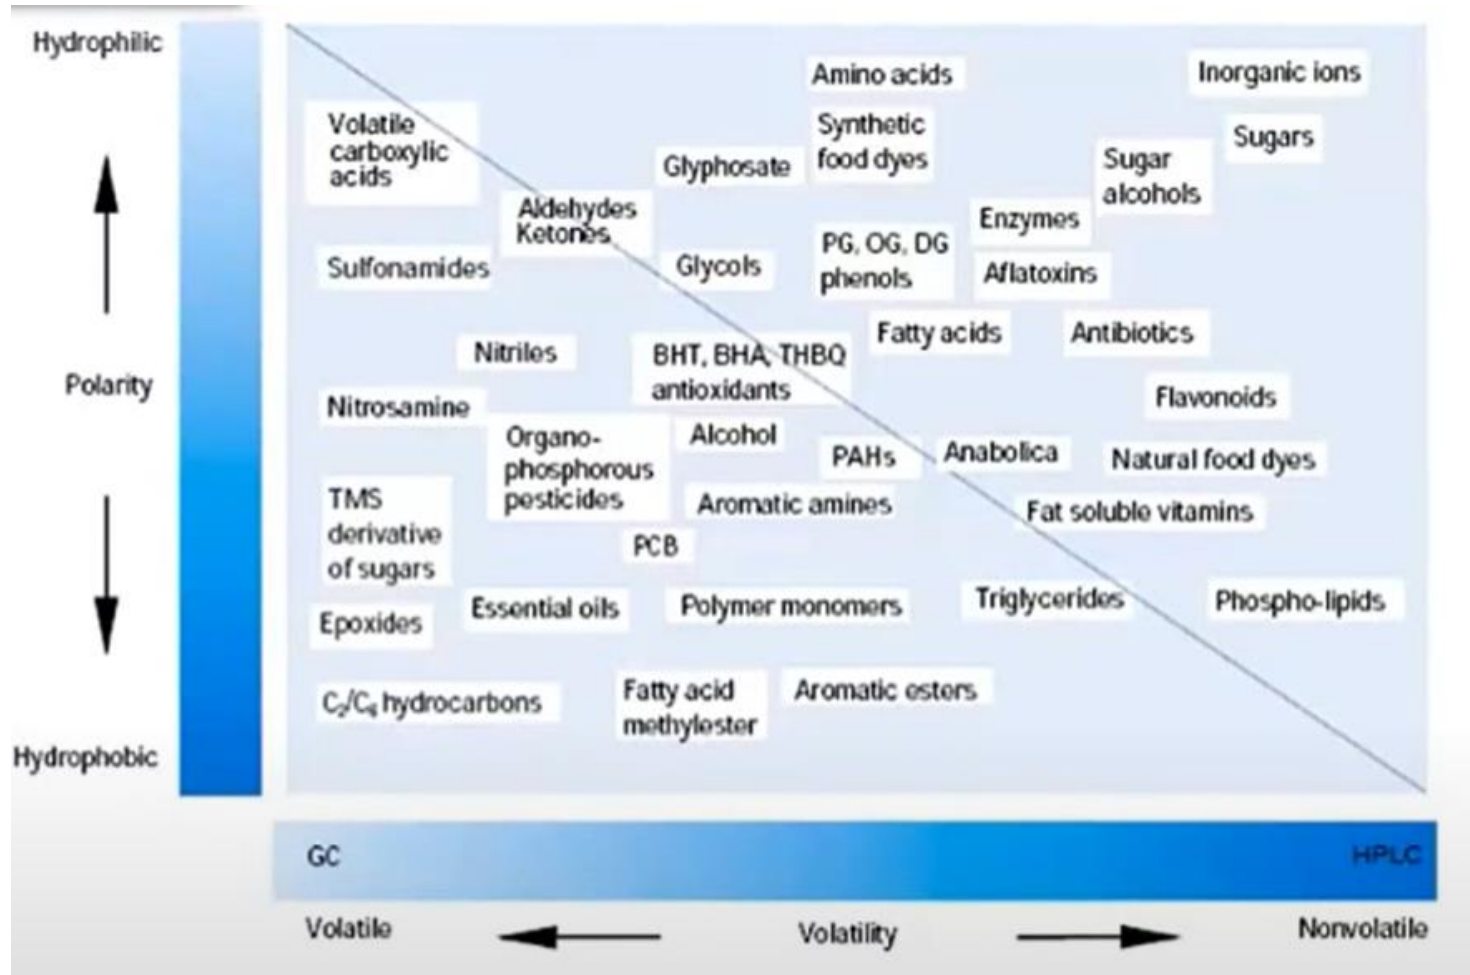 Hydrophilic
Polarity
Hydrophobic
Amino acids
Inorganic ions
Volatile
carboxylic
acids
Synthetic
food dyes
Sugars
Glyphosate
Sugar
alcohols
Aldehydes
Ketones
Enzymes
PG, OG, DG
phenols
Sulfonamides
Glycols
Aflatoxins
Fatty acids
Antibiotics
Nitriles
BHT, BHA, THBQ
antioxidants
Flavonoids
Nitrosamine
Organo-
phosphorous
pesticides
Alcohol
PAHs
Anabolica
Natural food dyes
TMS
derivative
of sugars
Aromatic amines
Fat soluble vitamins
PCB
Epoxides
Essential oils
Polymer monomers
Triglycerides
Phospho-lipids
C₂/C₆ hydrocarbons
Fatty acid
methylester
Aromatic esters
GC
HPLC
Volatile
Volatility
Nonvolatile